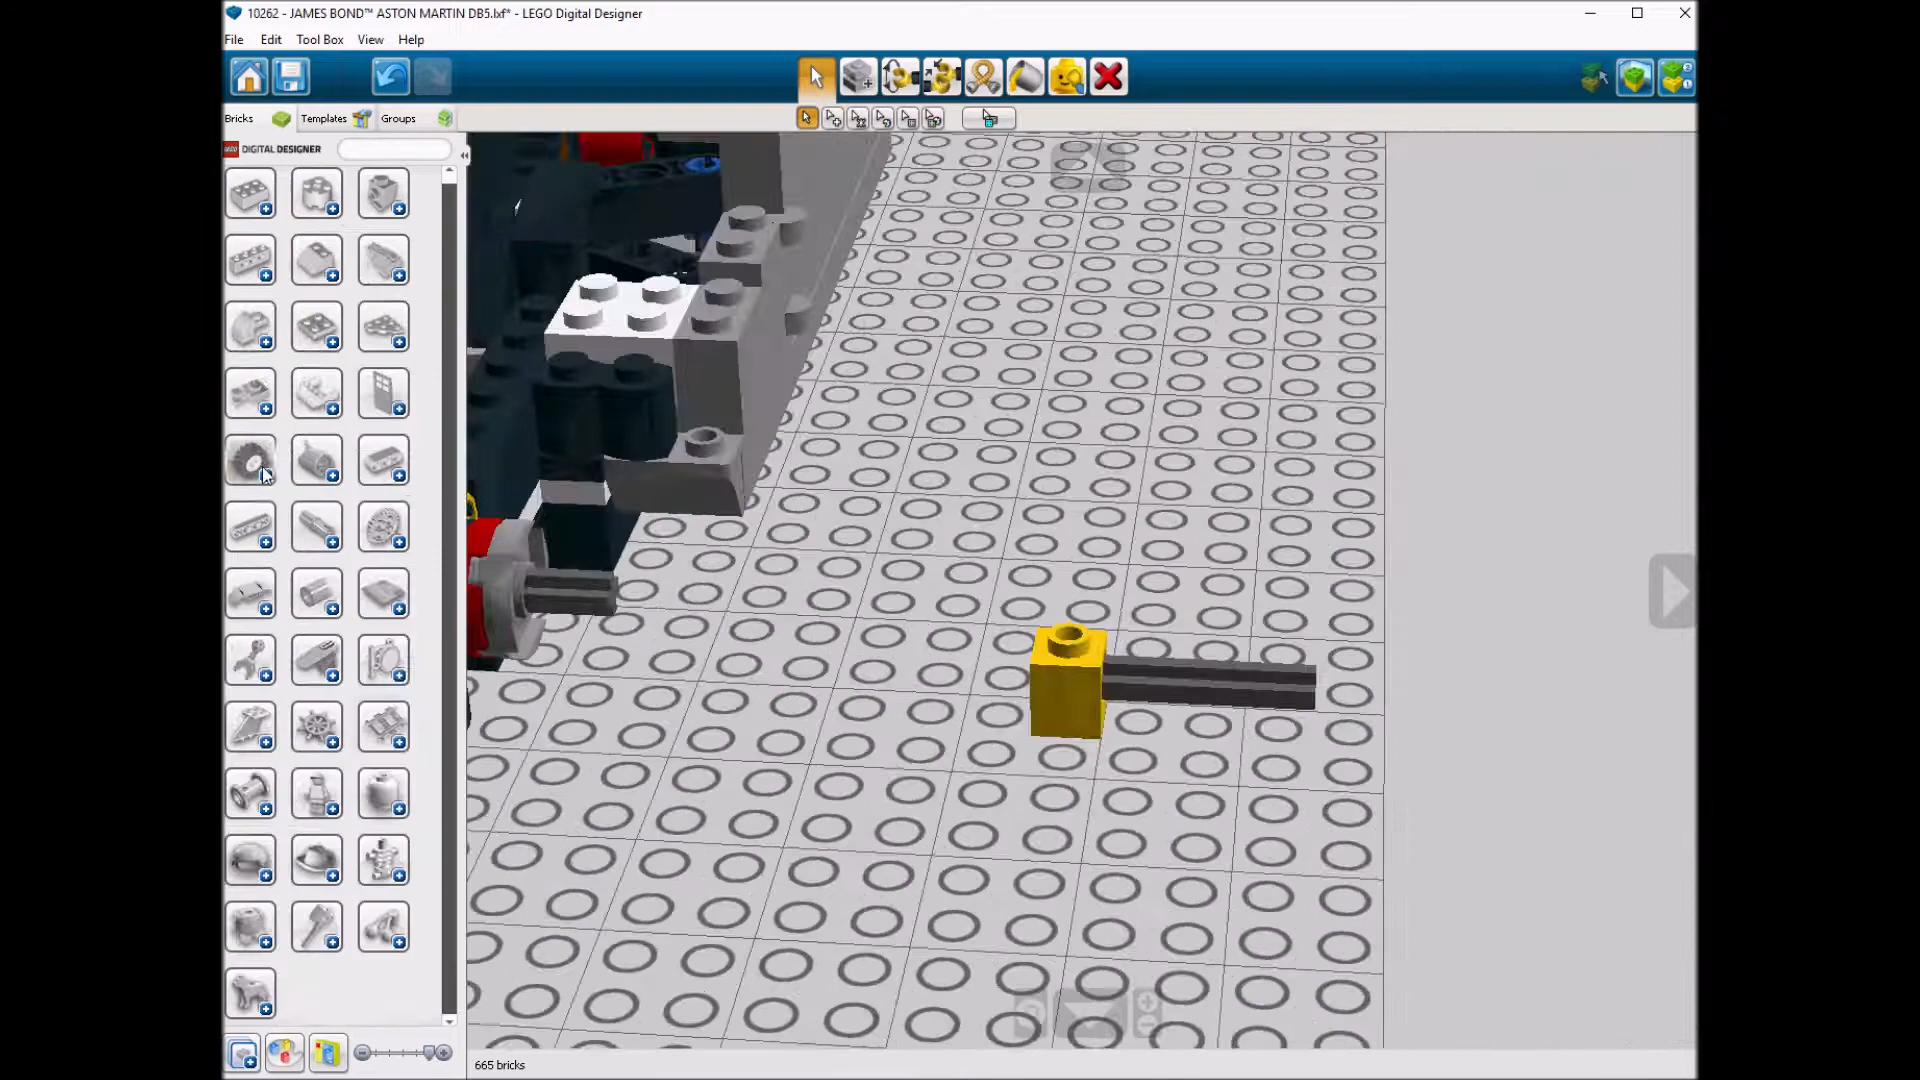 10262 - JAMES BOND™ ASTON MARTIN DB5.lxf* - LEGO Digital Designer
File Edit Tool Box View Help
Bricks Templates Groups
LEGO DIGITAL DESIGNER
665 bricks